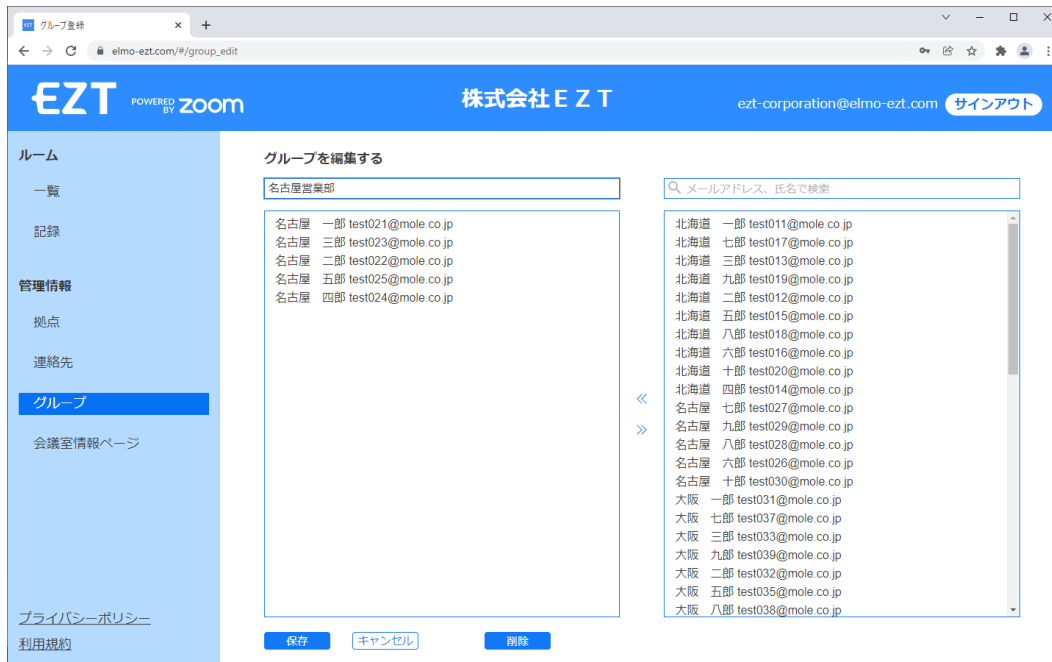 グループ登録
elmo-ezt.com/#/group_edit
EZT POWERED BY zoom
株式会社ＥＺＴ
ezt-corporation@elmo-ezt.com
サインアウト
ルーム
一覧
記録
管理情報
拠点
連絡先
グループ
会議室情報ページ
プライバシーポリシー
利用規約
グループを編集する
名古屋営業部
名古屋　一郎 test021@mole.co.jp
名古屋　三郎 test023@mole.co.jp
名古屋　二郎 test022@mole.co.jp
名古屋　五郎 test025@mole.co.jp
名古屋　四郎 test024@mole.co.jp
メールアドレス、氏名で検索
北海道　一郎 test011@mole.co.jp
北海道　七郎 test017@mole.co.jp
北海道　三郎 test013@mole.co.jp
北海道　九郎 test019@mole.co.jp
北海道　二郎 test012@mole.co.jp
北海道　五郎 test015@mole.co.jp
北海道　八郎 test018@mole.co.jp
北海道　六郎 test016@mole.co.jp
北海道　十郎 test020@mole.co.jp
北海道　四郎 test014@mole.co.jp
名古屋　七郎 test027@mole.co.jp
名古屋　九郎 test029@mole.co.jp
名古屋　八郎 test028@mole.co.jp
名古屋　六郎 test026@mole.co.jp
名古屋　十郎 test030@mole.co.jp
大阪　一郎 test031@mole.co.jp
大阪　七郎 test037@mole.co.jp
大阪　三郎 test033@mole.co.jp
大阪　九郎 test039@mole.co.jp
大阪　二郎 test032@mole.co.jp
大阪　五郎 test035@mole.co.jp
大阪　八郎 test038@mole.co.jp
保存
キャンセル
削除